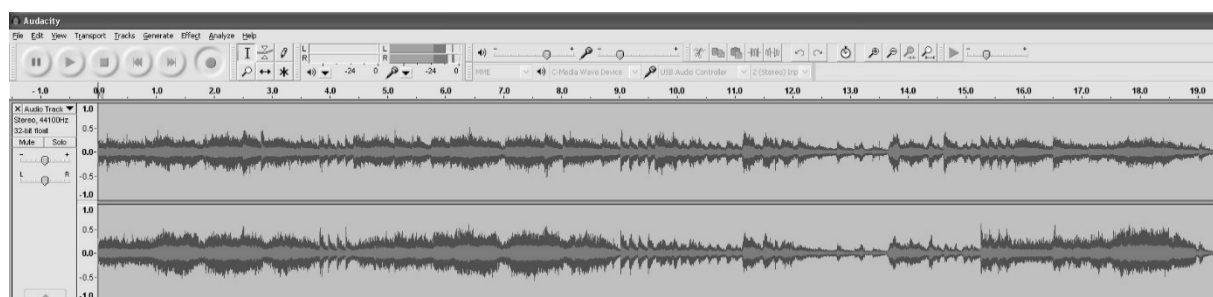 Audacity
File Edit View Transport Tracks Generate Effect Analyze Help
L
R
L
R
-24 0 -24 0
MME C-Media Wave Device USB Audio Controller 2 (Stereo) Inp
- 1.0 0.0 1.0 2.0 3.0 4.0 5.0 6.0 7.0 8.0 9.0 10.0 11.0 12.0 13.0 14.0 15.0 16.0 17.0 18.0 19.0
X Audio Track 1.0
Stereo, 44100Hz
32-bit float 0.5-
Mute Solo
- + 0.0-
L R -0.5-
-1.0
1.0
0.5-
0.0-
-0.5-
-1.0